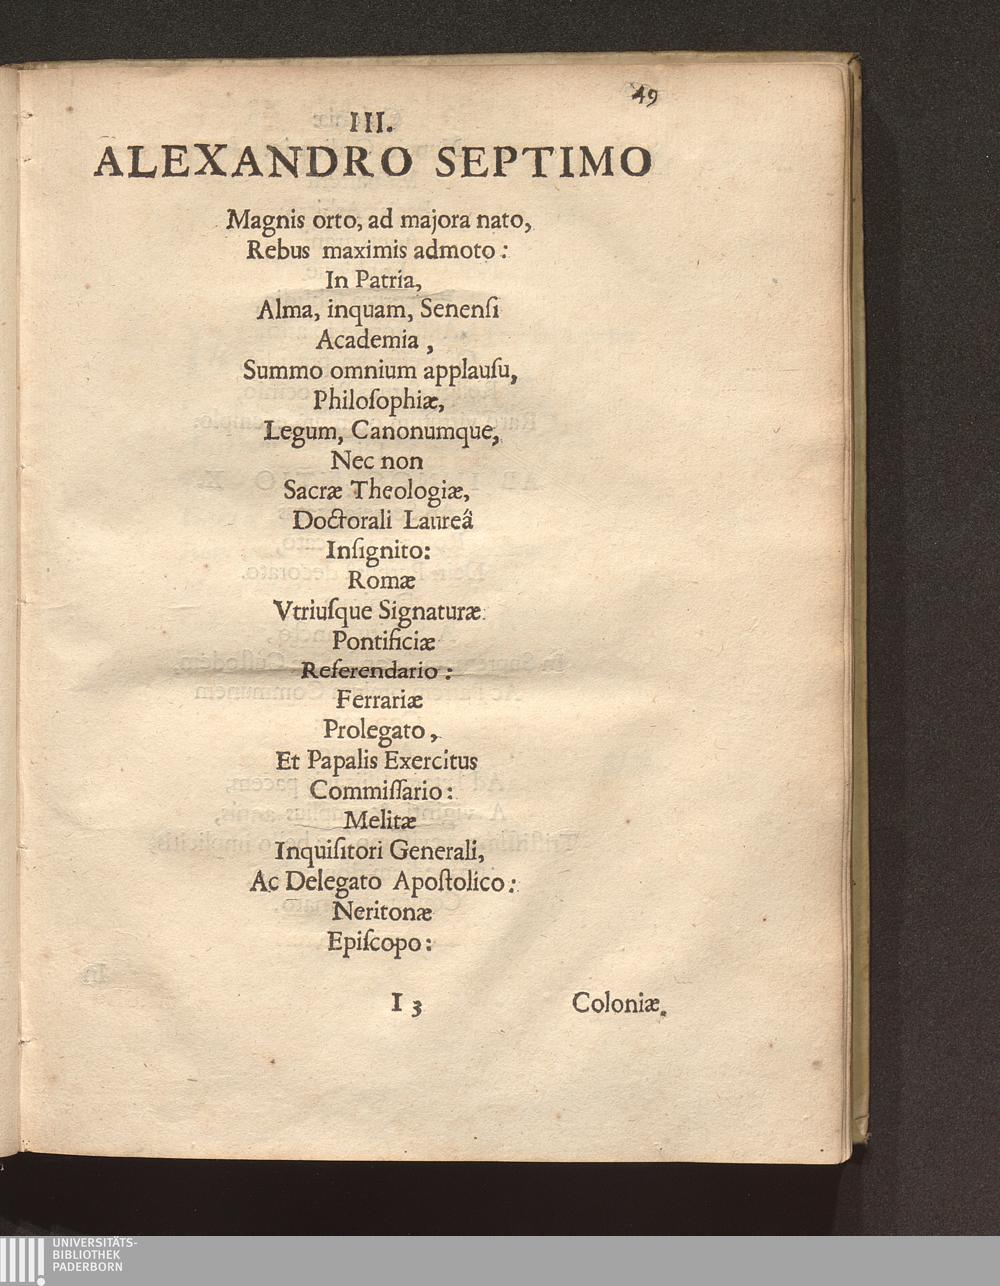 49
III.
ALEXANDRO SEPTIMO
Magnis orto, ad majora nato,
Rebus maximis admoto:
In Patria,
Alma, inquam, Senenſi
Academia,
Summo omnium applauſu,
Philoſophiæ,
Legum, Canonumque,
Nec non
Sacræ Theologiæ,
Doctorali Laureâ
Inſignito:
Romæ
Vtriuſque Signaturæ
Pontificiæ
Referendario:
Ferrariæ
Prolegato,
Et Papalis Exercitus
Commiſſario:
Melitæ
Inquiſitori Generali,
Ac Delegato Apoſtolico:
Neritonæ
Epiſcopo:
I 3 Coloniæ
UNIVERSITÄTS-
BIBLIOTHEK
PADERBORN